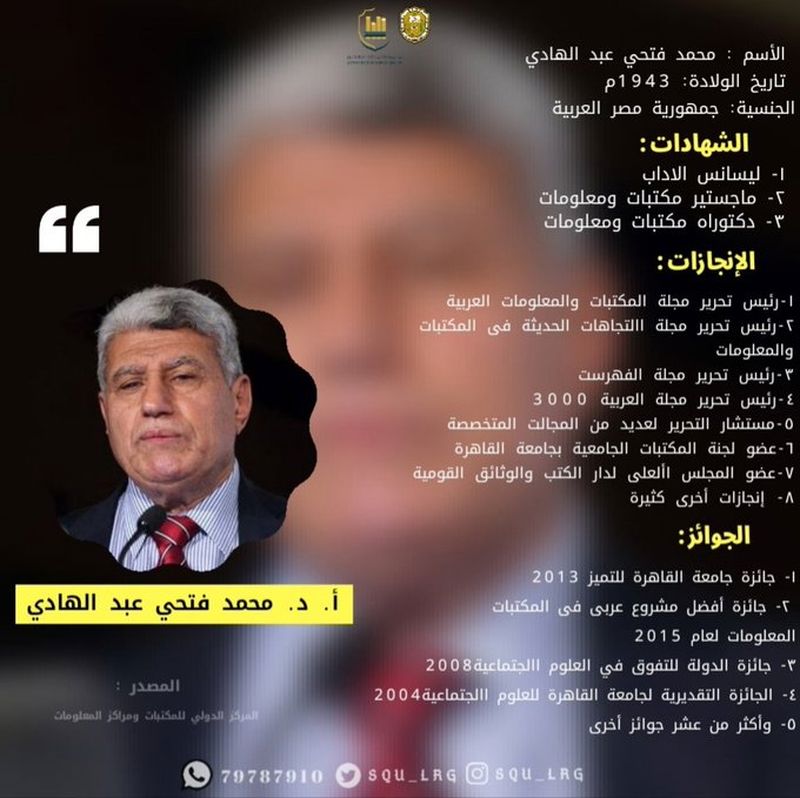 الأسم : محمد فتحي عبد الهادي
تاريخ الولادة: 1943م
الجنسية: جمهورية مصر العربية
الشهادات:
١- ليسانس الاداب
٢- ماجستير مكتبات ومعلومات
٣- دكتوراه مكتبات ومعلومات
الإنجازات:
١-رئيس تحرير مجلة المكتبات والمعلومات العربية
٢-رئيس تحرير مجلة االتجاهات الحديثة فى المكتبات
والمعلومات
٣-رئيس تحرير مجلة الفهرست
٤-رئيس تحرير مجلة العربية 3000
٥-مستشار التحرير لعديد من المجالت المتخصصة
٦-عضو لجنة المكتبات الجامعية بجامعة القاهرة
٧-عضو المجلس األعلى لدار الكتب والوثائق القومية
٨- إنجازات أخرى كثيرة
الجوائز:
١- جائزة جامعة القاهرة للتميز 2013
٢- جائزة أفضل مشروع عربى فى المكتبات
المعلومات لعام 2015
٣- جائزة الدولة للتفوق في العلوم االجتماعية2008
٤- الجائزة التقديرية لجامعة القاهرة للعلوم االجتماعية2004
٥- وأكثر من عشر جوائز أخرى
أ. د. محمد فتحي عبد الهادي
المصدر :
المركز الدولي للمكتبات ومراكز المعلومات
79787910 SQU_LRG SQU_LRG